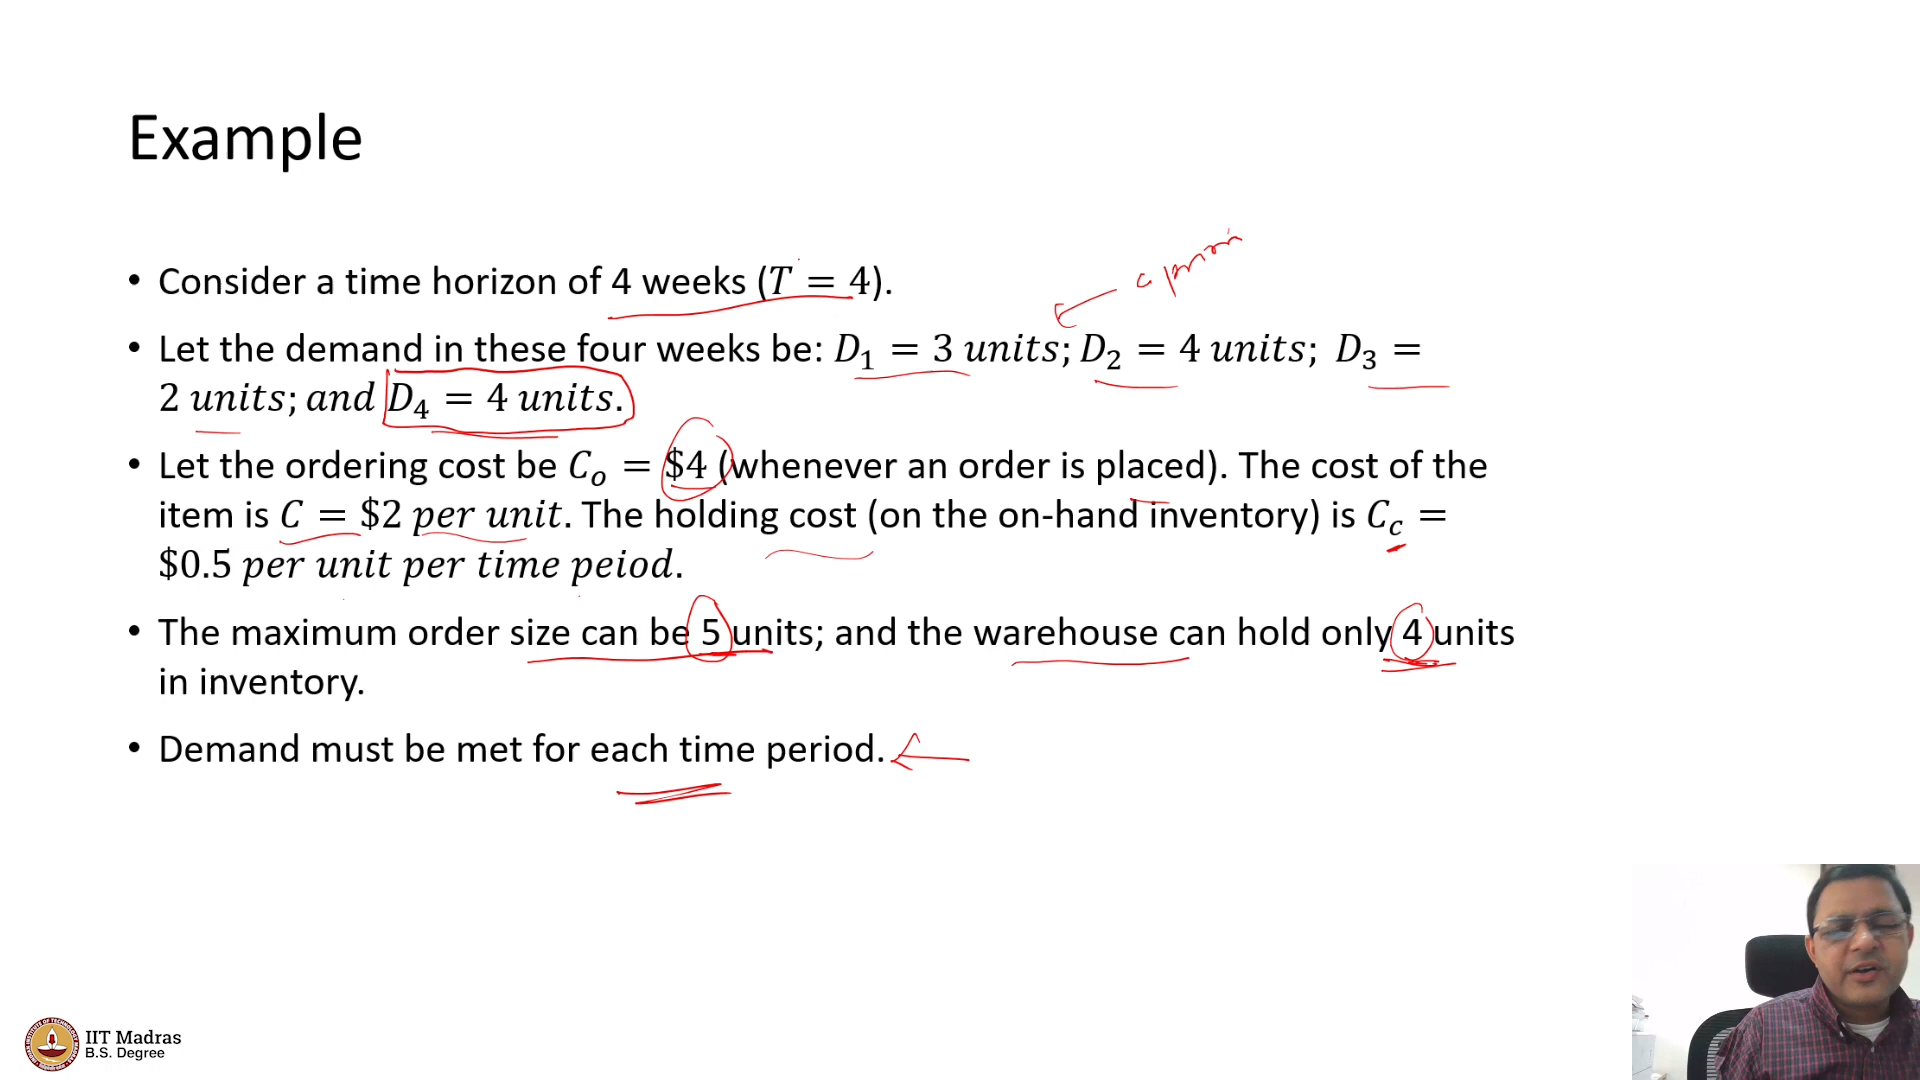 Example
a priori
• Consider a time horizon of 4 weeks (T = 4).
• Let the demand in these four weeks be: D₁ = 3 units; D₂ = 4 units; D₃ =
2 units; and D₄ = 4 units.
• Let the ordering cost be Cₒ = $4 (whenever an order is placed). The cost of the
item is C = $2 per unit. The holding cost (on the on-hand inventory) is C_c =
$0.5 per unit per time peiod.
• The maximum order size can be 5 units; and the warehouse can hold only 4 units
in inventory.
• Demand must be met for each time period.
IIT Madras
B.S. Degree